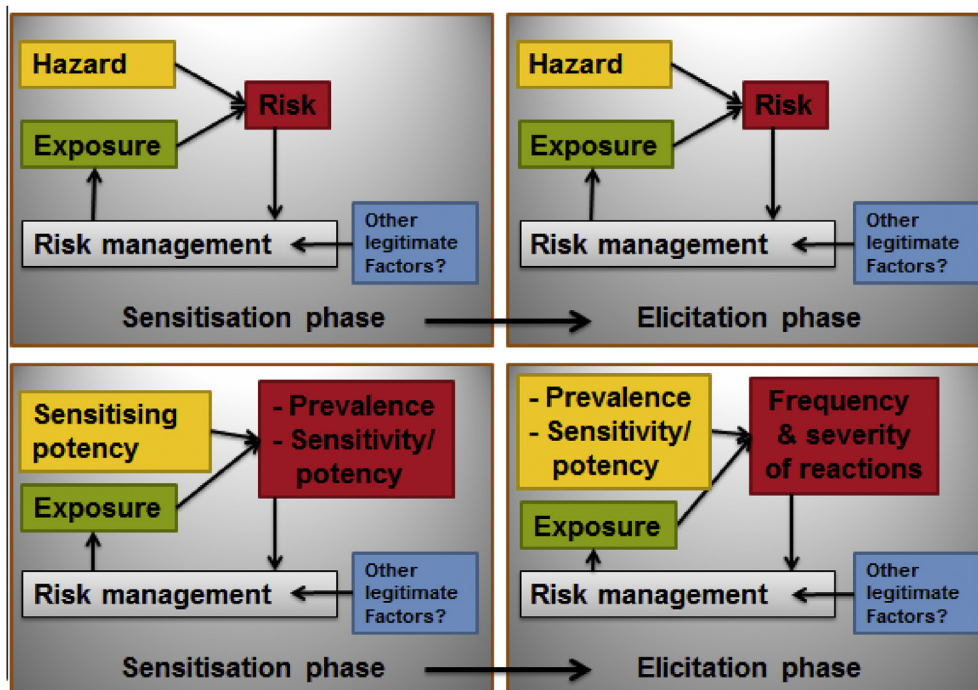 Hazard
Risk
Exposure
Risk management
Other
legitimate
Factors?
Sensitisation phase
Hazard
Risk
Exposure
Risk management
Other
legitimate
Factors?
Elicitation phase
Sensitising
potency
- Prevalence
- Sensitivity/
potency
Exposure
Risk management
Other
legitimate
Factors?
Sensitisation phase
- Prevalence
- Sensitivity/
potency
Frequency
& severity
of reactions
Exposure
Risk management
Other
legitimate
Factors?
Elicitation phase